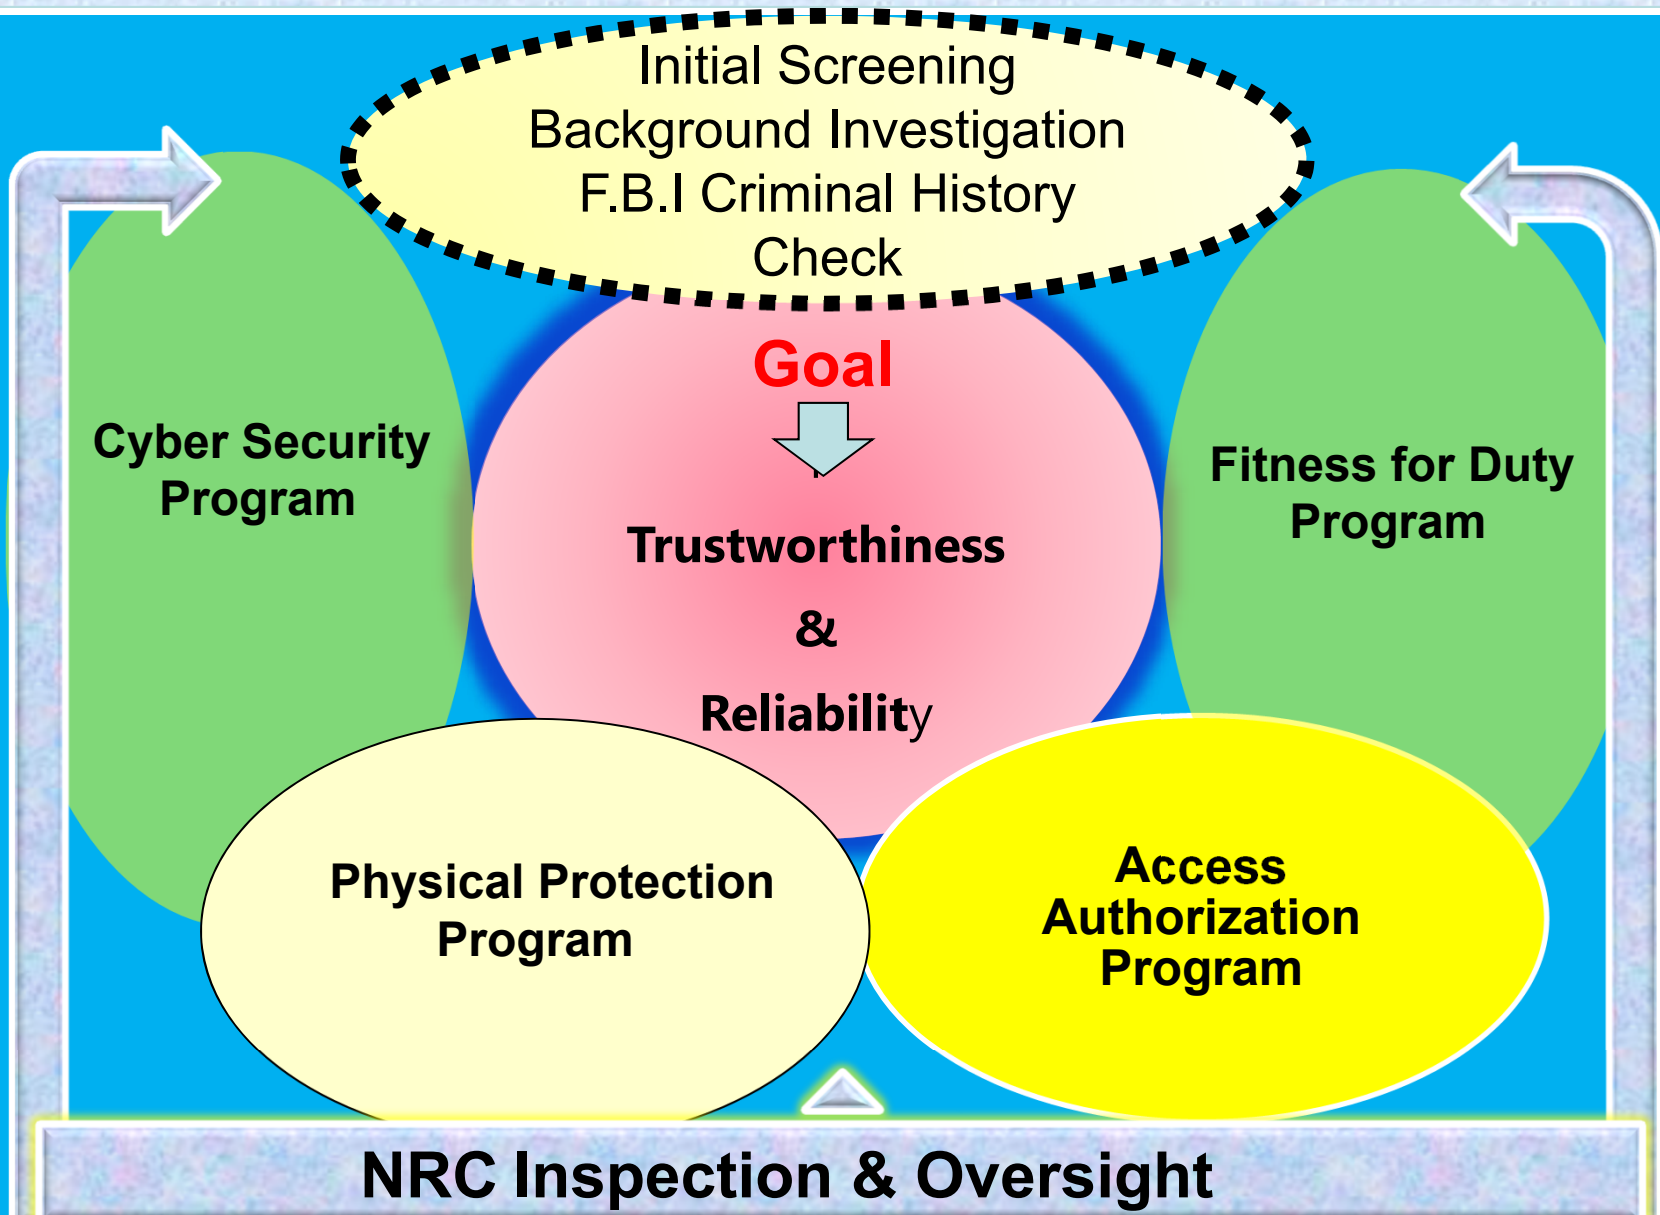 Initial Screening
Background Investigation
F.B.I Criminal History
Check
Goal
Trustworthiness
&
Reliability
Cyber Security
Program
Fitness for Duty
Program
Physical Protection
Program
Access
Authorization
Program
NRC Inspection & Oversight